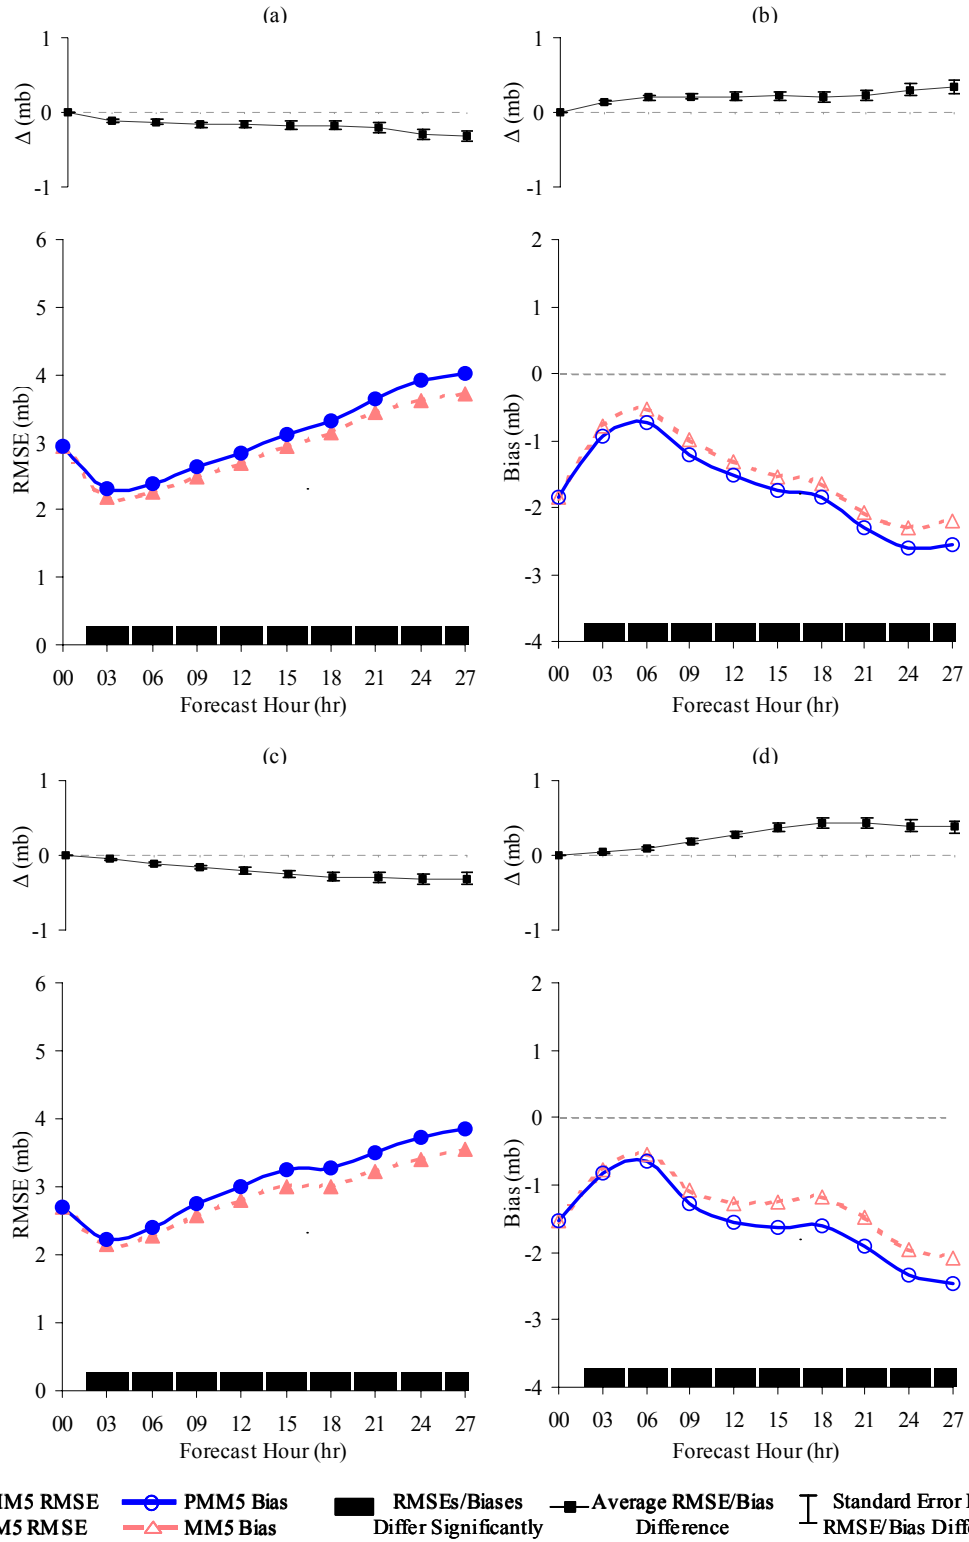 (a)
(b)
1
0
-1
Δ (mb)
1
0
-1
Δ (mb)
6
5
4
3
2
1
0
RMSE (mb)
00 03 06 09 12 15 18 21 24 27
Forecast Hour (hr)
2
1
0
-1
-2
-3
-4
Bias (mb)
00 03 06 09 12 15 18 21 24 27
Forecast Hour (hr)
(c)
(d)
1
0
-1
Δ (mb)
1
0
-1
Δ (mb)
6
5
4
3
2
1
0
RMSE (mb)
00 03 06 09 12 15 18 21 24 27
Forecast Hour (hr)
2
1
0
-1
-2
-3
-4
Bias (mb)
00 03 06 09 12 15 18 21 24 27
Forecast Hour (hr)
RMSE PMM5 Bias RMSEs/Biases Average RMSE/Bias Standard Error
RMSE MM5 Bias Differ Significantly Difference RMSE/Bias